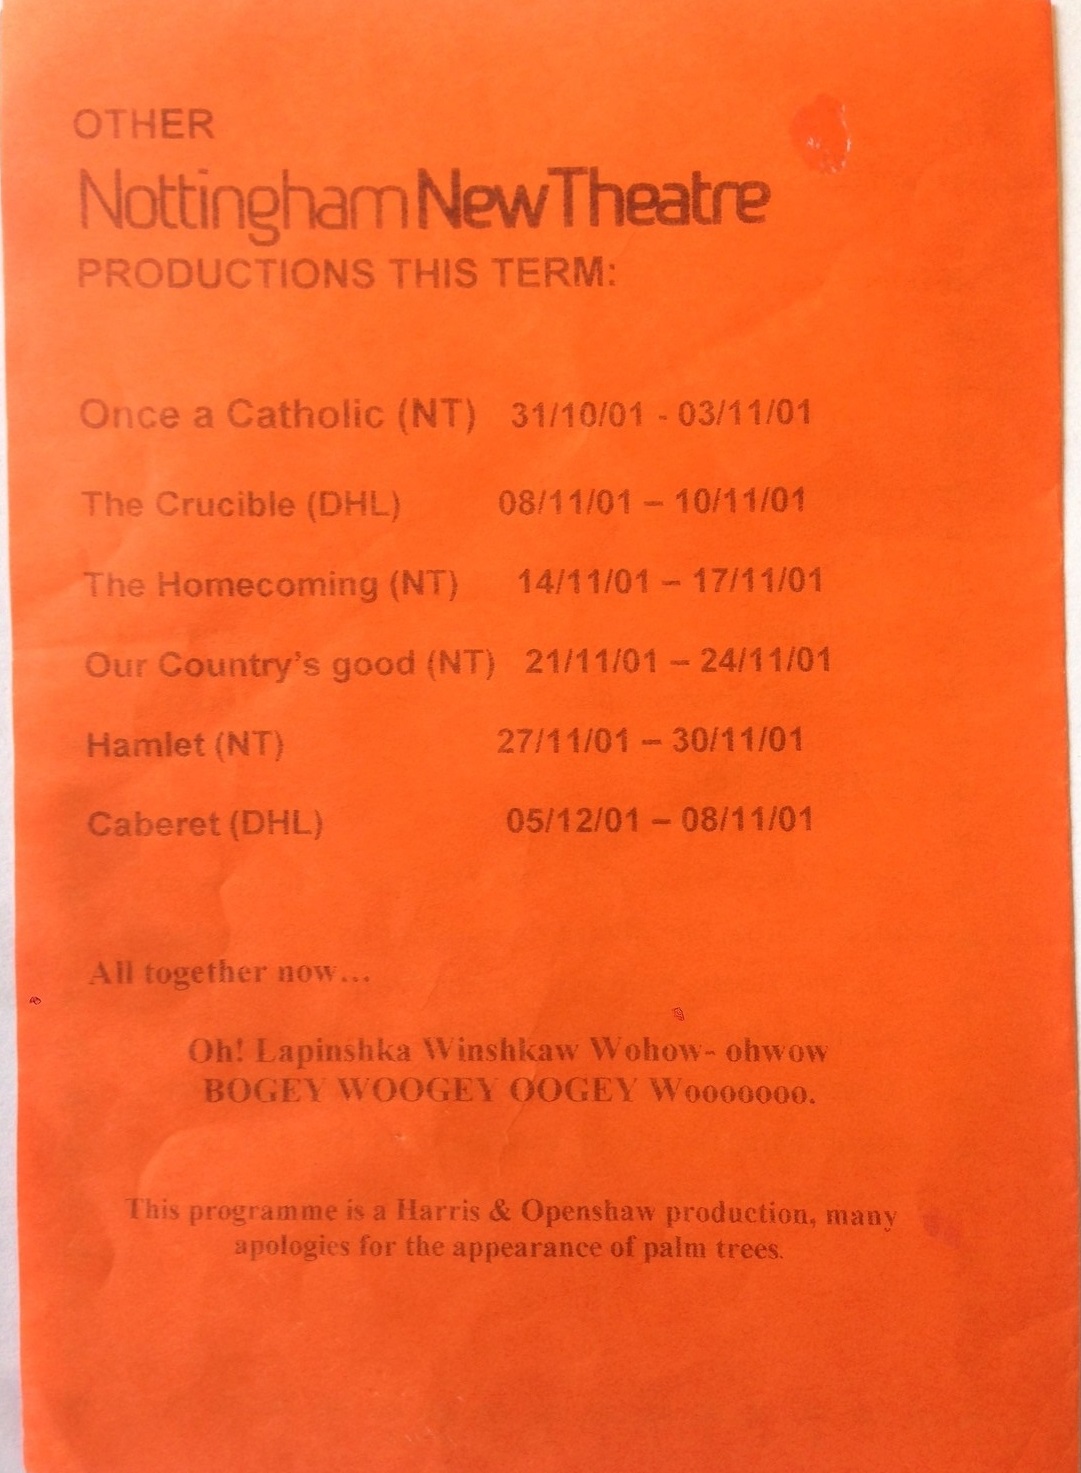 OTHER
Nottingham New Theatre
PRODUCTIONS THIS TERM:
Once a Catholic (NT) 31/10/01 - 03/11/01
The Crucible (DHL) 08/11/01 – 10/11/01
The Homecoming (NT) 14/11/01 – 17/11/01
Our Country's good (NT) 21/11/01 – 24/11/01
Hamlet (NT) 27/11/01 – 30/11/01
Caberet (DHL) 05/12/01 – 08/11/01
All together now...
Oh! Lapinshka Winshkaw Wohow- ohwow
BOGEY WOOGEY OOGEY Wooooooo.
This programme is a Harris & Openshaw production, many
apologies for the appearance of palm trees.